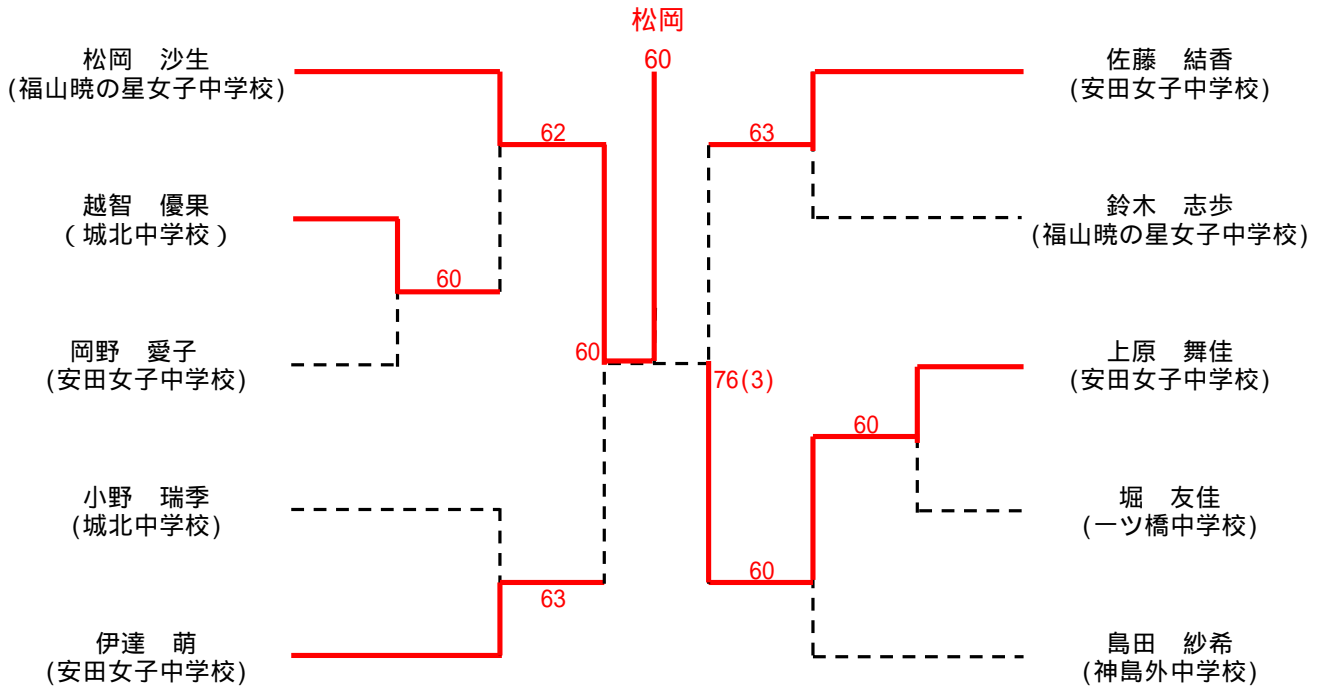 松岡
60
松岡 沙生
(福山暁の星女子中学校)
62
越智 優果
(城北中学校)
60
岡野 愛子
(安田女子中学校)
60
小野 瑞季
(城北中学校)
63
伊達 萌
(安田女子中学校)
佐藤 結香
(安田女子中学校)
63
鈴木 志歩
(福山暁の星女子中学校)
上原 舞佳
(安田女子中学校)
76(3)
60
堀 友佳
(一ツ橋中学校)
60
島田 紗希
(神島外中学校)